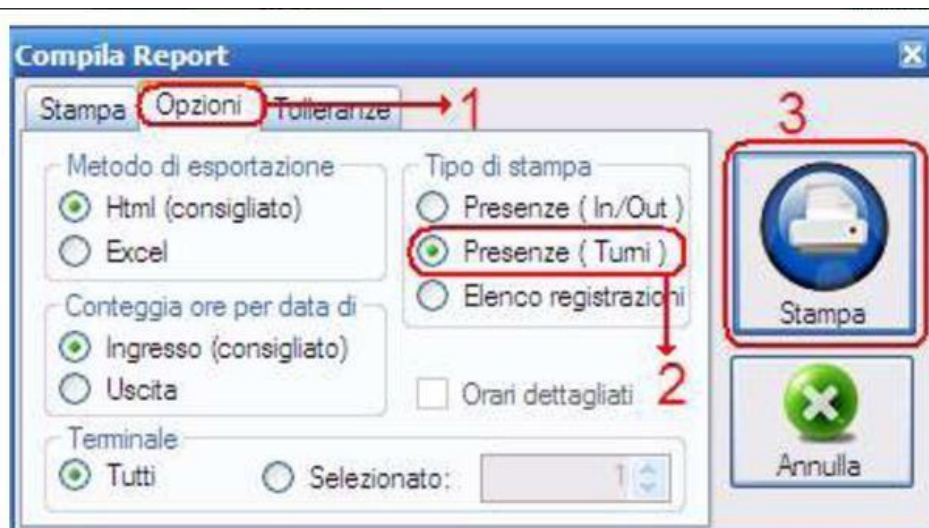 Compila Report
Stampa Opzioni Tolleranze 1
3
Metodo di esportazione
Html (consigliato)
Excel
Tipo di stampa
Presenze ( In/Out )
Presenze ( Turni )
Elenco registrazioni
2
Conteggia ore per data di
Ingresso (consigliato)
Uscita
Orari dettagliati
Terminale
Tutti Selezionato: 1
Stampa
Annulla